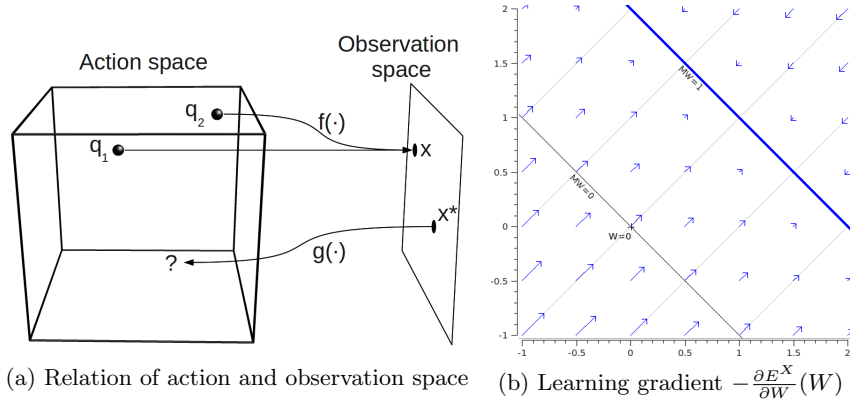 Action space
Observation
space
q2
f(·)
q1
x
x*
g(·)
?
(a) Relation of action and observation space
2
1.5
1
0.5
0
-0.5
-1
-1
-0.5
0
0.5
1
1.5
2
MW=1
MW=0
W=0
(b) Learning gradient −∂E^X/∂W (W)